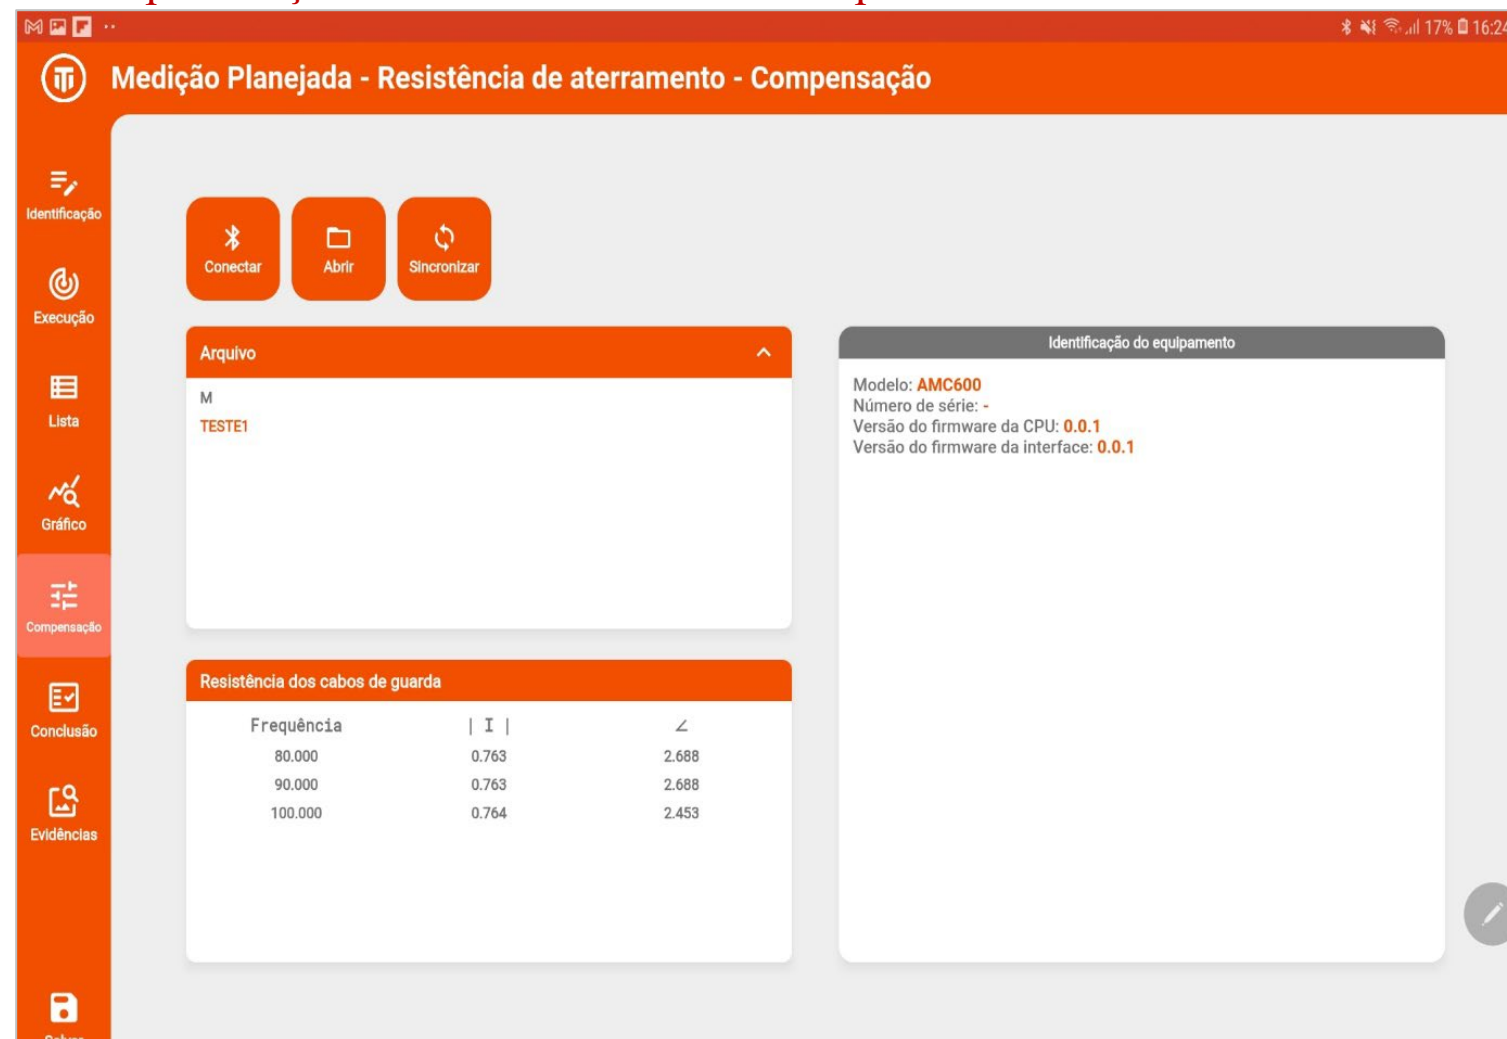 17% 16:24
Medição Planejada - Resistência de aterramento - Compensação
Identificação
Execução
Lista
Gráfico
Compensação
Conclusão
Evidências
Conectar
Abrir
Sincronizar
Arquivo
M
TESTE1
Resistência dos cabos de guarda
Frequência | I | ∠
80.000 0.763 2.688
90.000 0.763 2.688
100.000 0.764 2.453
Identificação do equipamento
Modelo: AMC600
Número de série: -
Versão do firmware da CPU: 0.0.1
Versão do firmware da interface: 0.0.1